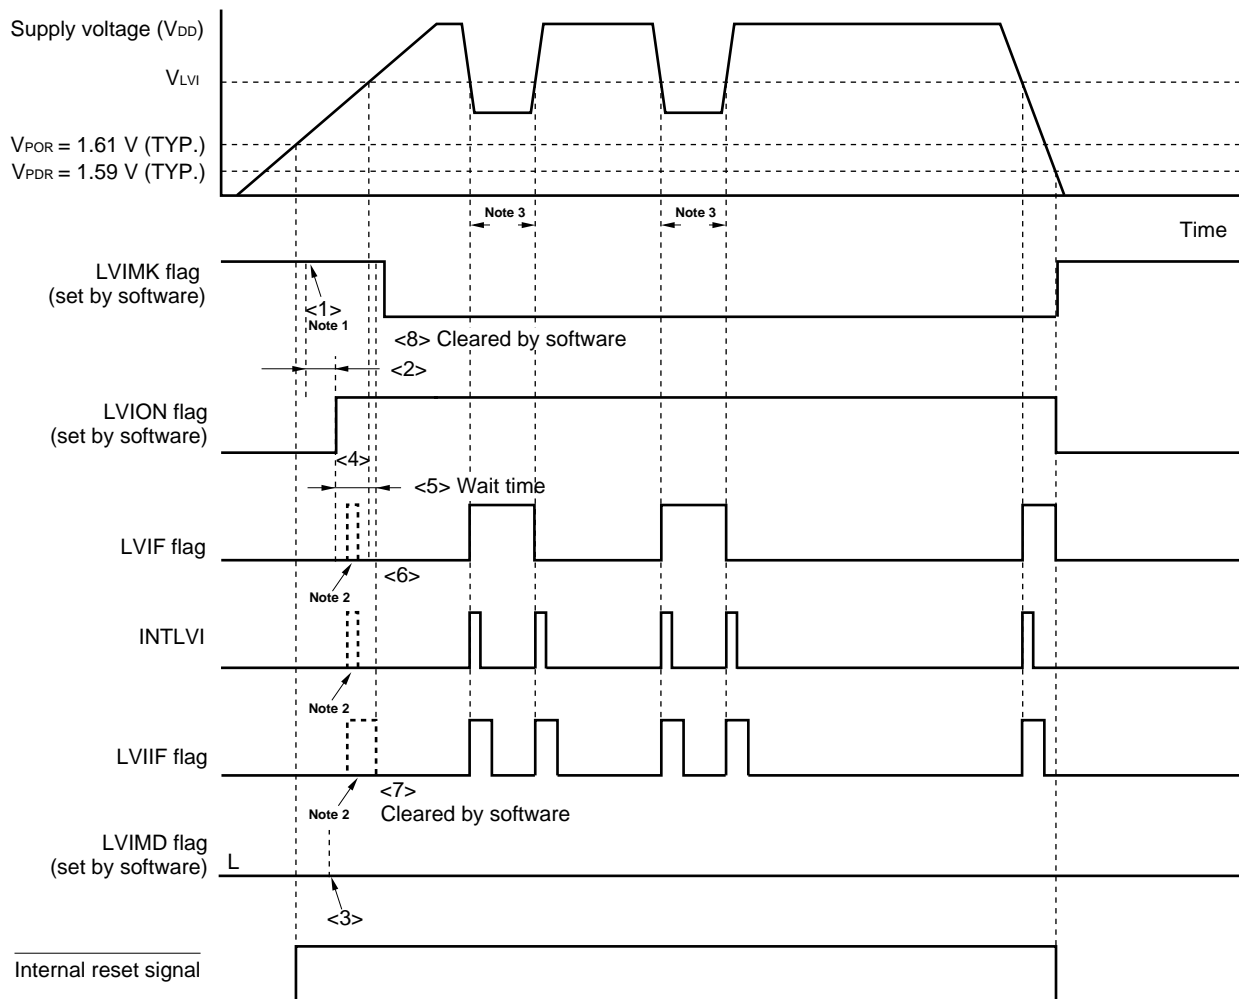 Supply voltage (VDD)
VLVI
VPOR = 1.61 V (TYP.)
VPDR = 1.59 V (TYP.)
Note 3
Note 3
Time
LVIMK flag
(set by software)
<1>
Note 1
<8> Cleared by software
<2>
LVION flag
(set by software)
<4>
<5> Wait time
LVIF flag
<6>
Note 2
INTLVI
Note 2
LVIIF flag
<7>
Cleared by software
Note 2
LVIMD flag
(set by software)
L
<3>
Internal reset signal